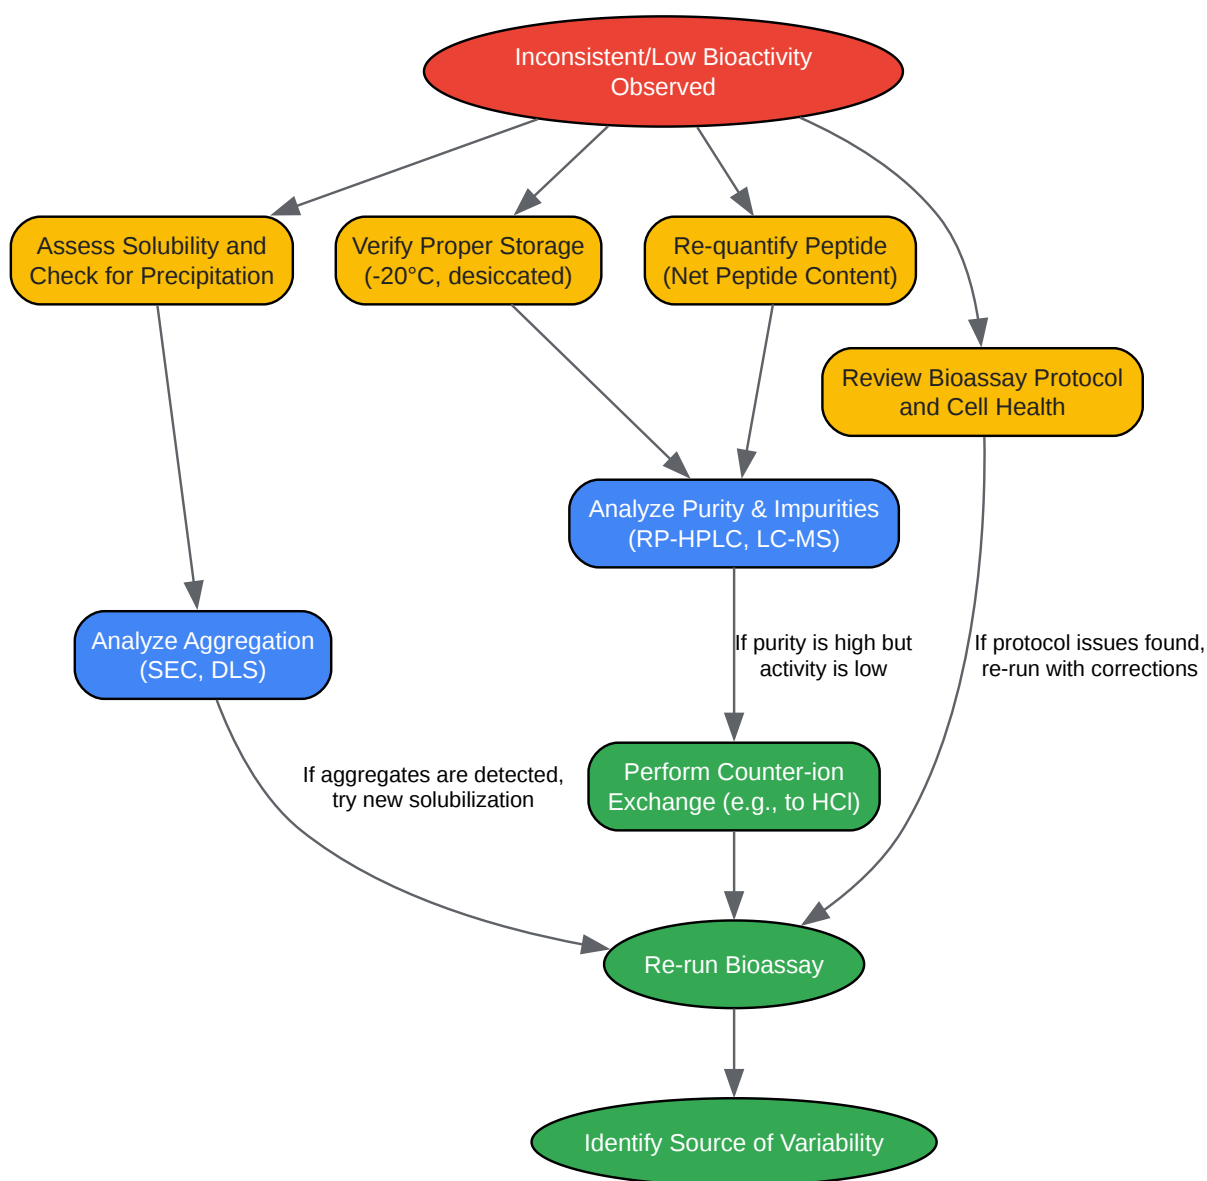 Inconsistent/Low Bioactivity
Observed
Assess Solubility and
Check for Precipitation
Verify Proper Storage
(-20°C, desiccated)
Re-quantify Peptide
(Net Peptide Content)
Review Bioassay Protocol
and Cell Health
Analyze Purity & Impurities
(RP-HPLC, LC-MS)
Analyze Aggregation
(SEC, DLS)
If purity is high but
activity is low
If protocol issues found,
re-run with corrections
If aggregates are detected,
try new solubilization
Perform Counter-ion
Exchange (e.g., to HCl)
Re-run Bioassay
Identify Source of Variability